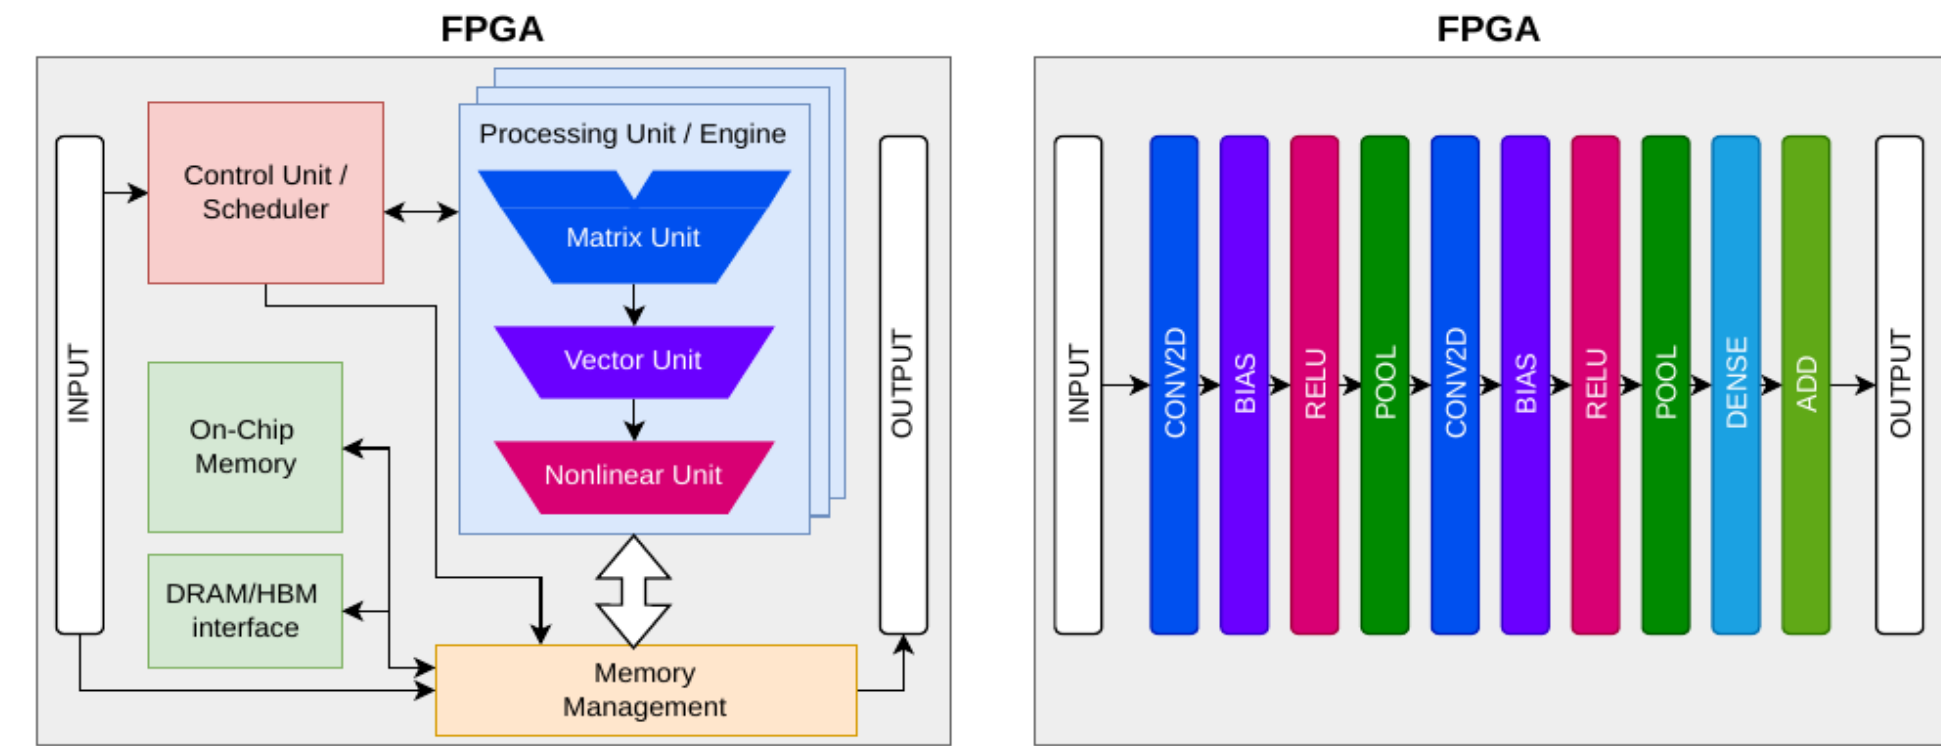 FPGA
INPUT
Control Unit /
Scheduler
Processing Unit / Engine
Matrix Unit
Vector Unit
Nonlinear Unit
On-Chip
Memory
DRAM/HBM
interface
Memory
Management
OUTPUT
FPGA
INPUT
CONV2D
BIAS
RELU
POOL
CONV2D
BIAS
RELU
POOL
DENSE
ADD
OUTPUT